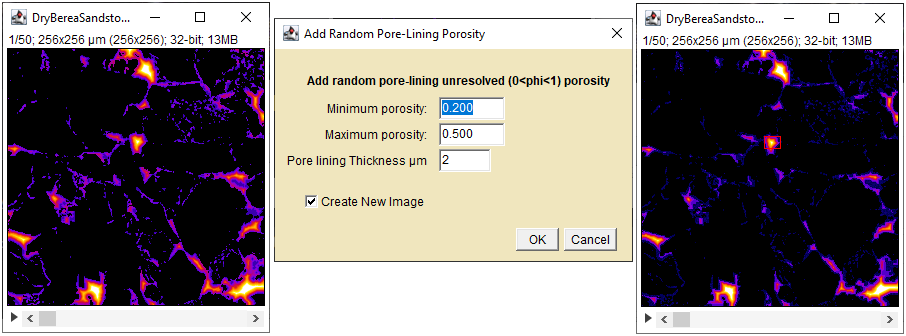 DryBereaSandsto...
1/50; 256x256 µm (256x256); 32-bit; 13MB
Add Random Pore-Lining Porosity
Add random pore-lining unresolved (0<phi<1) porosity
Minimum porosity: 0.200
Maximum porosity: 0.500
Pore lining Thickness µm 2
Create New Image
OK Cancel
DryBereaSandsto...
1/50; 256x256 µm (256x256); 32-bit; 13MB